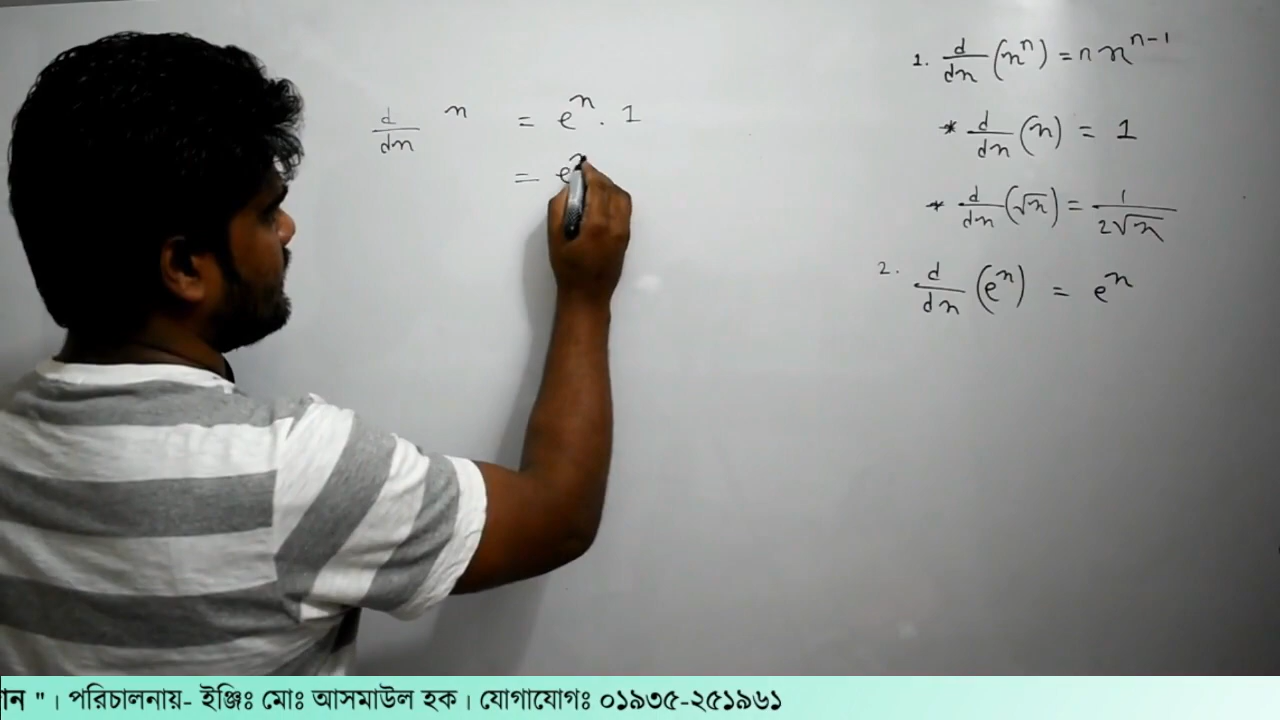 d/dx x = e^x . 1
= e^x
1. d/dx (x^n) = n x^{n-1}
* d/dx (x) = 1
* d/dx (√x) = 1/2√x
2. d/dx (e^x) = e^x
ান " । পরিচালনায়- ইঞ্জিঃ মোঃ আসমাউল হক । যোগাযোগঃ ০১৯৩৫-২৫১৯৬১